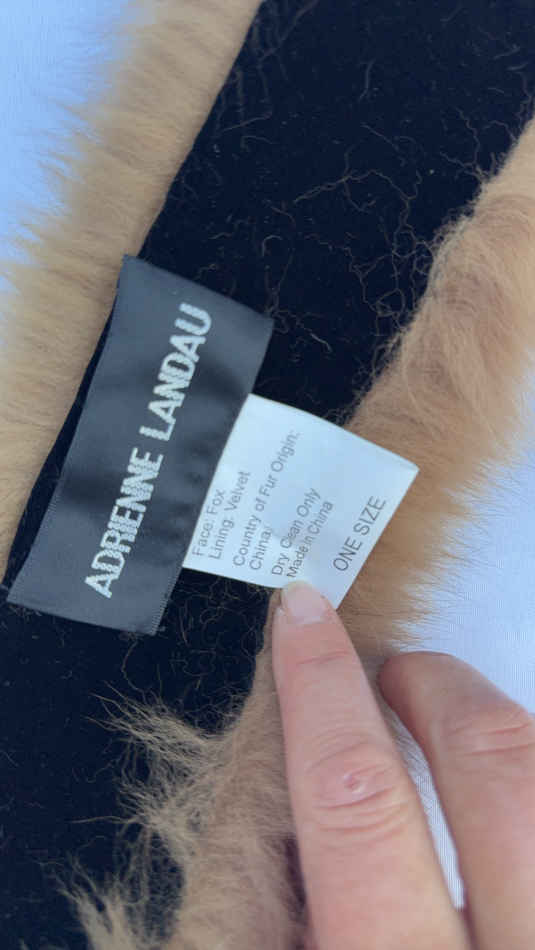 ADRIENNE LANDAU
Face: Fox
Lining: Velvet
Country of Fur Origin:
China
Dry Clean Only
Made in China
ONE SIZE